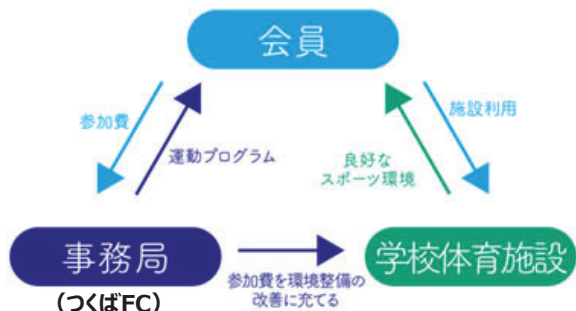 会員
参加費
運動プログラム
施設利用
良好な
スポーツ環境
事務局
(つくばFC)
参加費を環境整備の
改善に充てる
学校体育施設